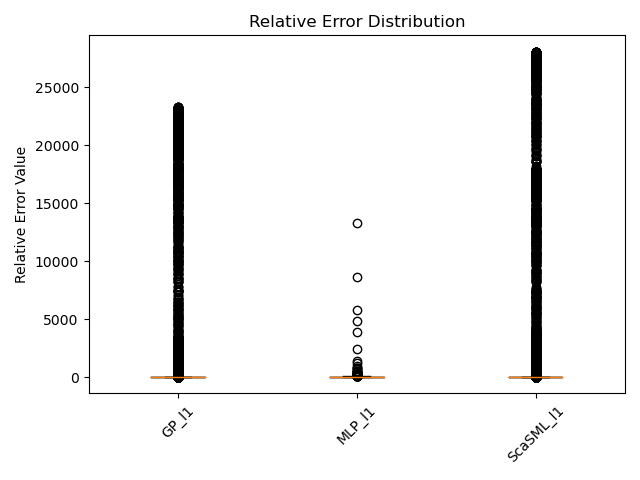 Relative Error Distribution
Relative Error Value
25000
20000
15000
10000
5000
0
GP_l1
MLP_l1
ScaSML_l1